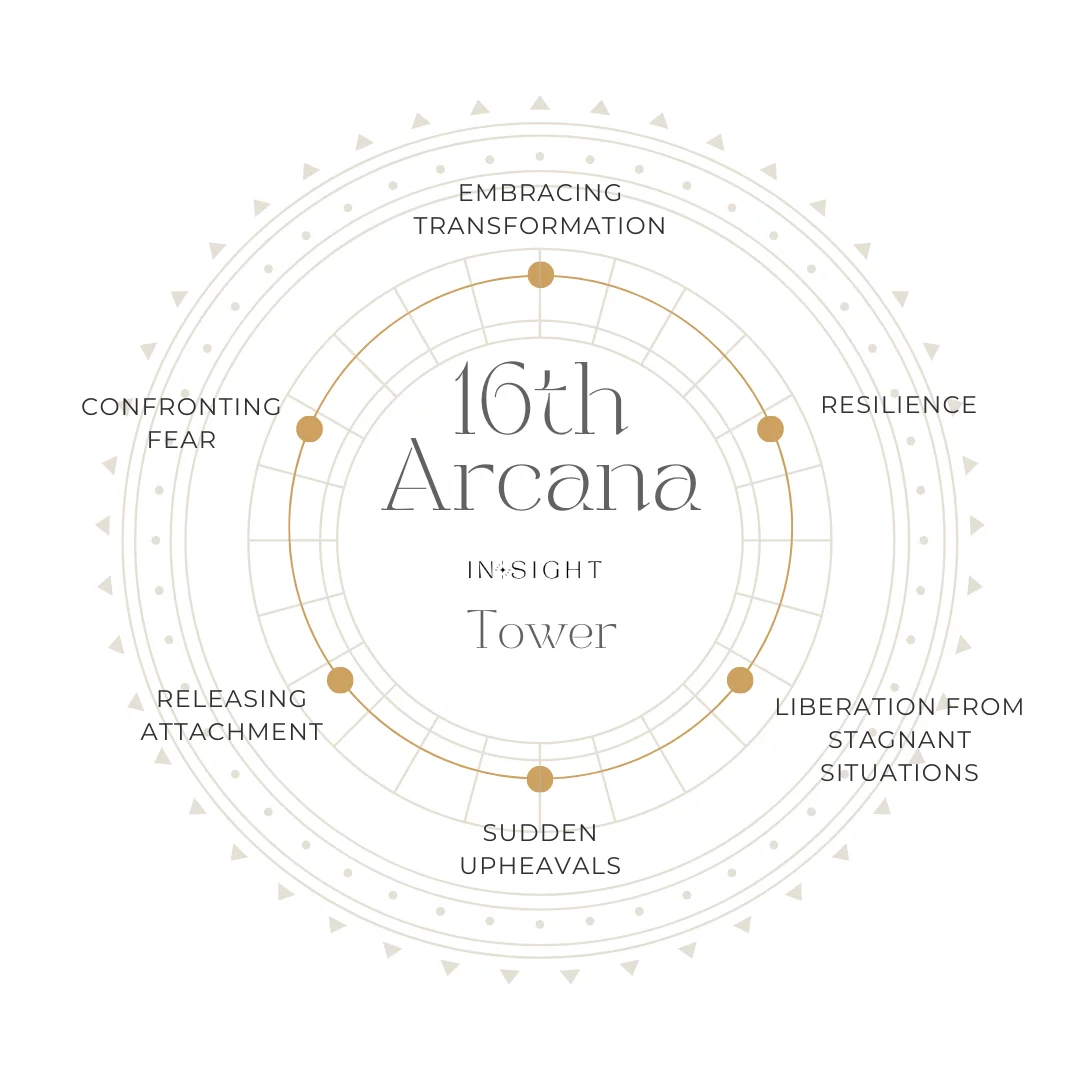 EMBRACING
TRANSFORMATION
CONFRONTING
FEAR
RESILIENCE
16th
Arcana
IN SIGHT
Tower
RELEASING
ATTACHMENT
LIBERATION FROM
STAGNANT
SITUATIONS
SUDDEN
UPHEAVALS